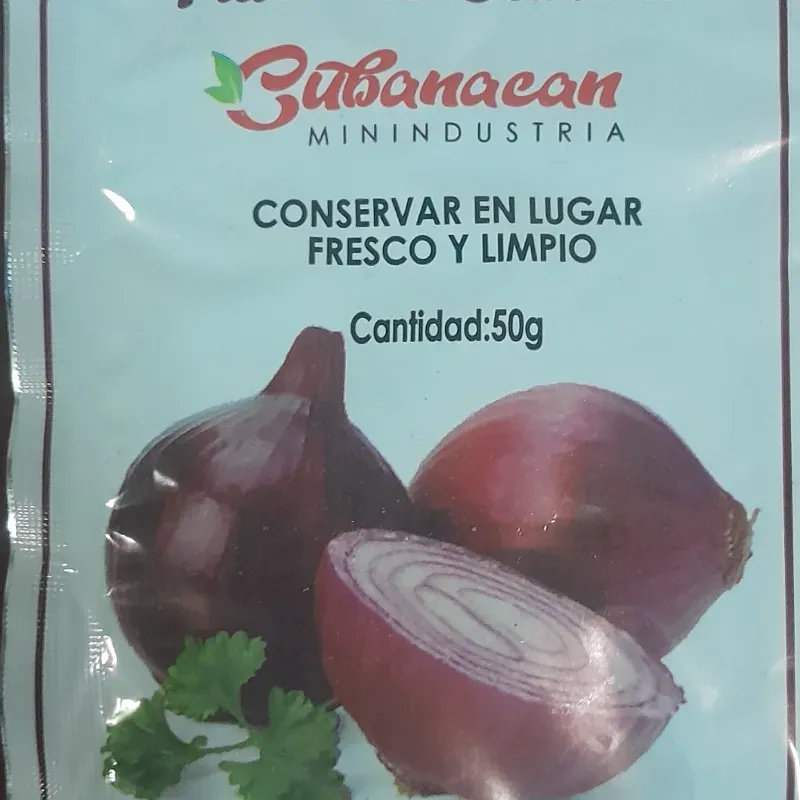 Cubanacan
MININDUSTRIA
CONSERVAR EN LUGAR
FRESCO Y LIMPIO
Cantidad:50g